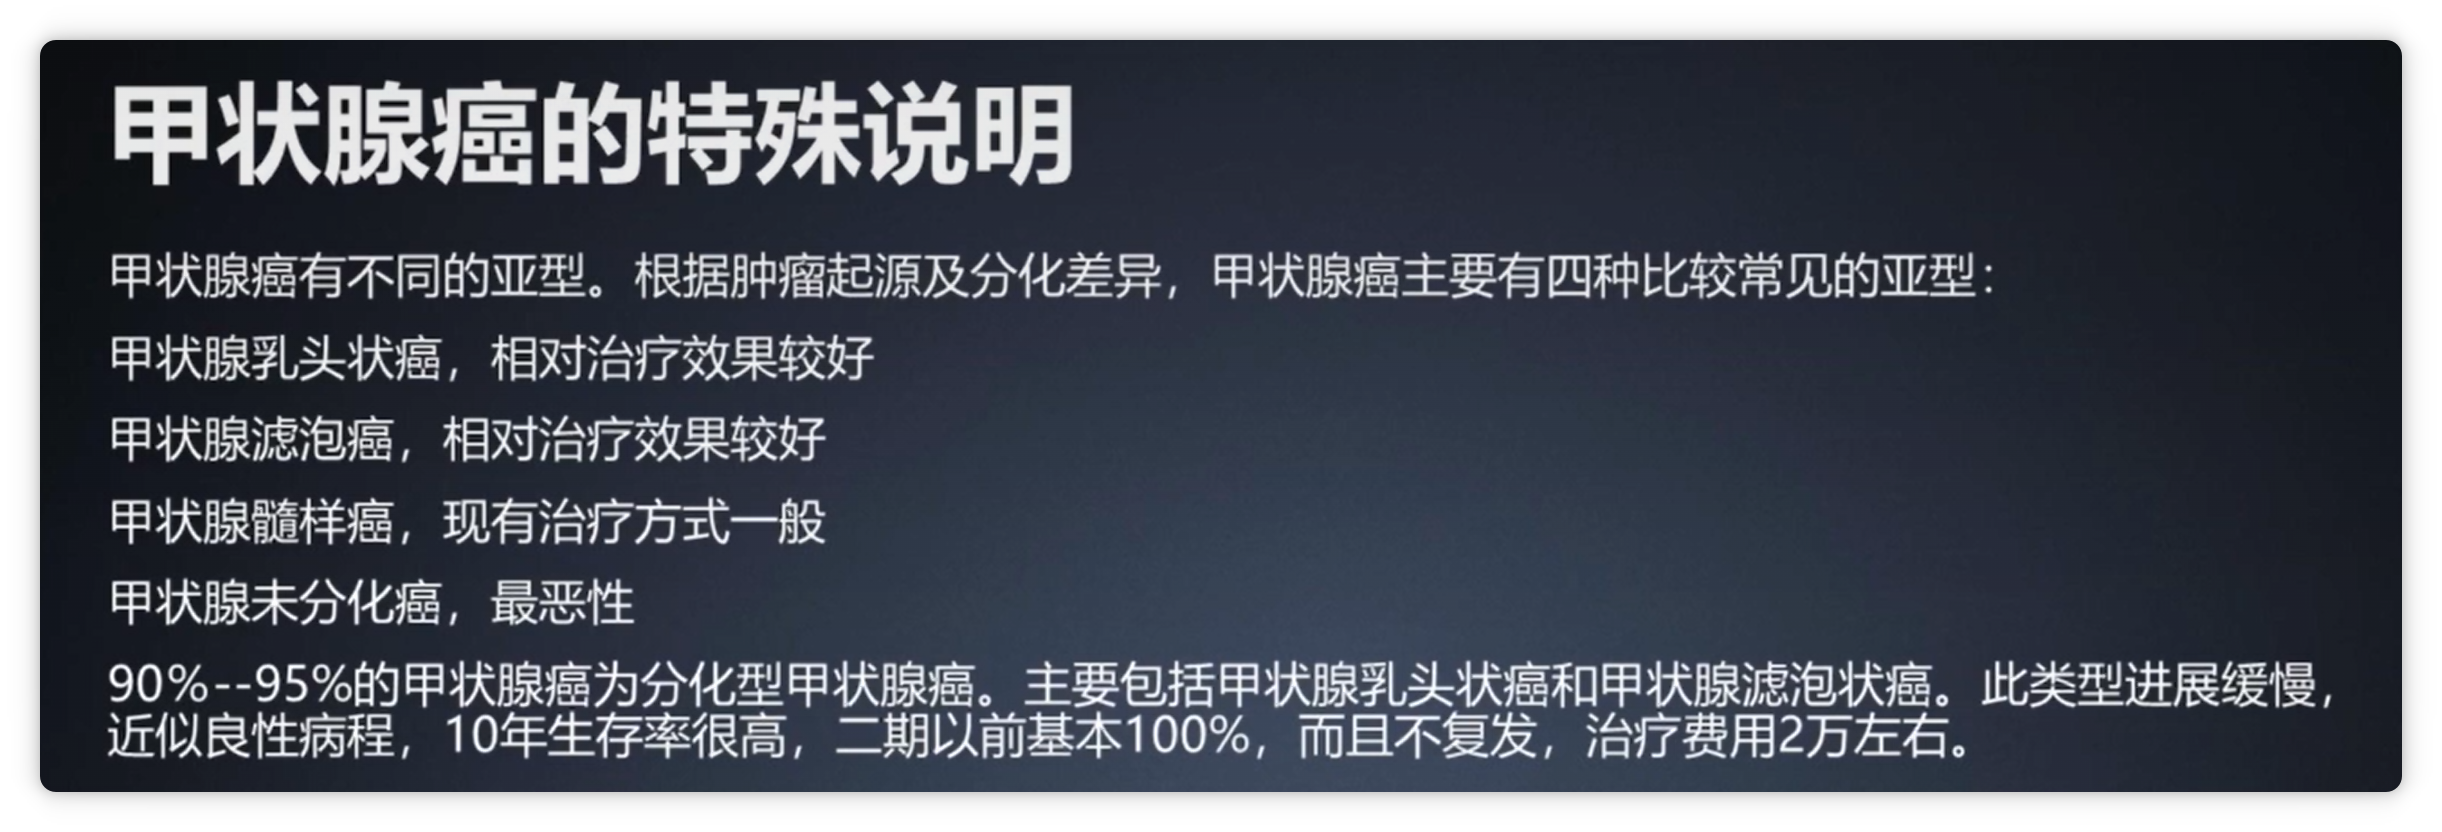 甲状腺癌的特殊说明
甲状腺癌有不同的亚型。根据肿瘤起源及分化差异，甲状腺癌主要有四种比较常见的亚型：
甲状腺乳头状癌，相对治疗效果较好
甲状腺滤泡癌，相对治疗效果较好
甲状腺髓样癌，现有治疗方式一般
甲状腺未分化癌，最恶性
90%--95%的甲状腺癌为分化型甲状腺癌。主要包括甲状腺乳头状癌和甲状腺滤泡状癌。此类型进展缓慢，
近似良性病程，10年生存率很高，二期以前基本100%，而且不复发，治疗费用2万左右。